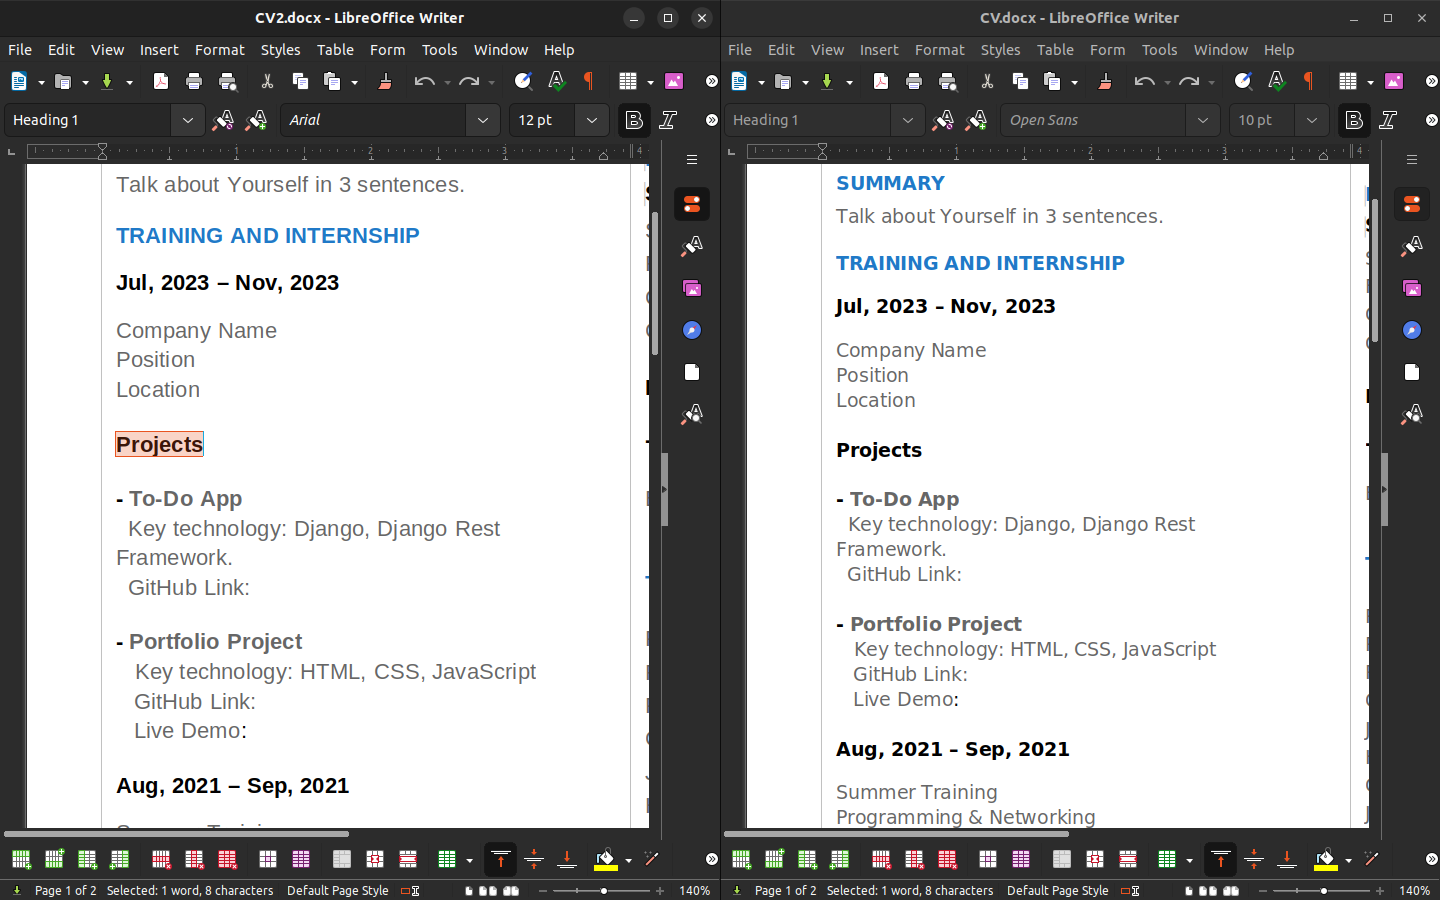 CV2.docx - LibreOffice Writer
File Edit View Insert Format Styles Table Form Tools Window Help
Heading 1
Arial
12 pt
1 2 3 4
Talk about Yourself in 3 sentences.
TRAINING AND INTERNSHIP
Jul, 2023 – Nov, 2023
Company Name
Position
Location
Projects
- To-Do App
Key technology: Django, Django Rest
Framework.
GitHub Link:
- Portfolio Project
Key technology: HTML, CSS, JavaScript
GitHub Link:
Live Demo:
Aug, 2021 – Sep, 2021
Page 1 of 2
Selected: 1 word, 8 characters
Default Page Style
140%
CV.docx - LibreOffice Writer
File Edit View Insert Format Styles Table Form Tools Window Help
Heading 1
Open Sans
10 pt
1 2 3 4
SUMMARY
Talk about Yourself in 3 sentences.
TRAINING AND INTERNSHIP
Jul, 2023 – Nov, 2023
Company Name
Position
Location
Projects
- To-Do App
Key technology: Django, Django Rest
Framework.
GitHub Link:
- Portfolio Project
Key technology: HTML, CSS, JavaScript
GitHub Link:
Live Demo:
Aug, 2021 – Sep, 2021
Summer Training
Programming & Networking
Page 1 of 2
Selected: 1 word, 8 characters
Default Page Style
140%